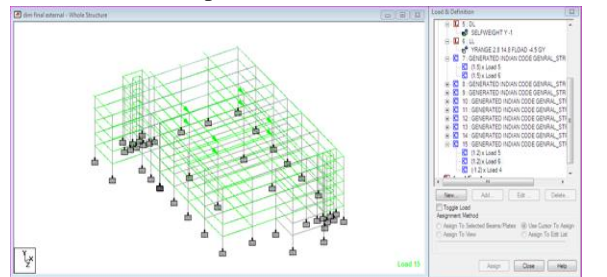 dim final external - Whole Structure
Load 15
Load & Definition
5 : DL
SELFWEIGHT Y -1
6 : LL
YRANGE 2.8 14.8 FLOAD -4.5 GY
7 : GENERATED INDIAN CODE GENRAL_STR
(1.5) x Load 5
(1.5) x Load 6
8 : GENERATED INDIAN CODE GENRAL_STR
9 : GENERATED INDIAN CODE GENRAL_STR
10 : GENERATED INDIAN CODE GENRAL_STR
11 : GENERATED INDIAN CODE GENRAL_STR
12 : GENERATED INDIAN CODE GENRAL_STR
13 : GENERATED INDIAN CODE GENRAL_STR
14 : GENERATED INDIAN CODE GENRAL_STR
15 : GENERATED INDIAN CODE GENRAL_STR
(1.2) x Load 5
(1.2) x Load 6
(-1.2) x Load 4
New...
Add...
Edit...
Delete...
Toggle Load
Assignment Method
Assign To Selected Beams/Plates
Use Cursor To Assign
Assign To View
Assign To Edit List
Assign
Close
Help
Y
X
Z